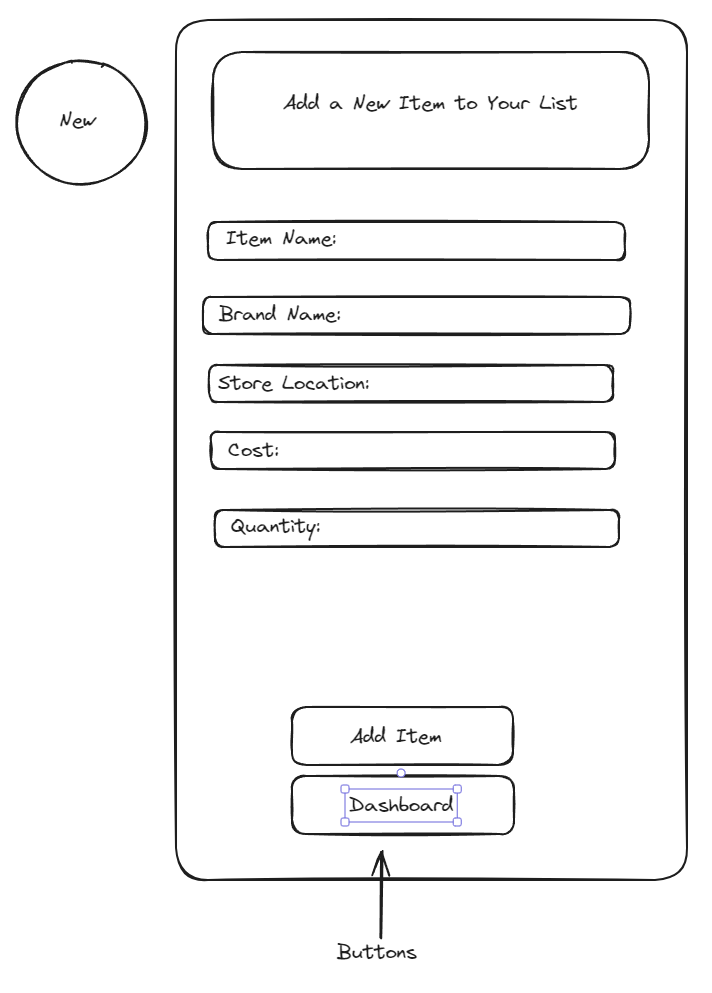 New
Add a New Item to Your List
Item Name:
Brand Name:
Store Location:
Cost:
Quantity:
Add Item
Dashboard
Buttons